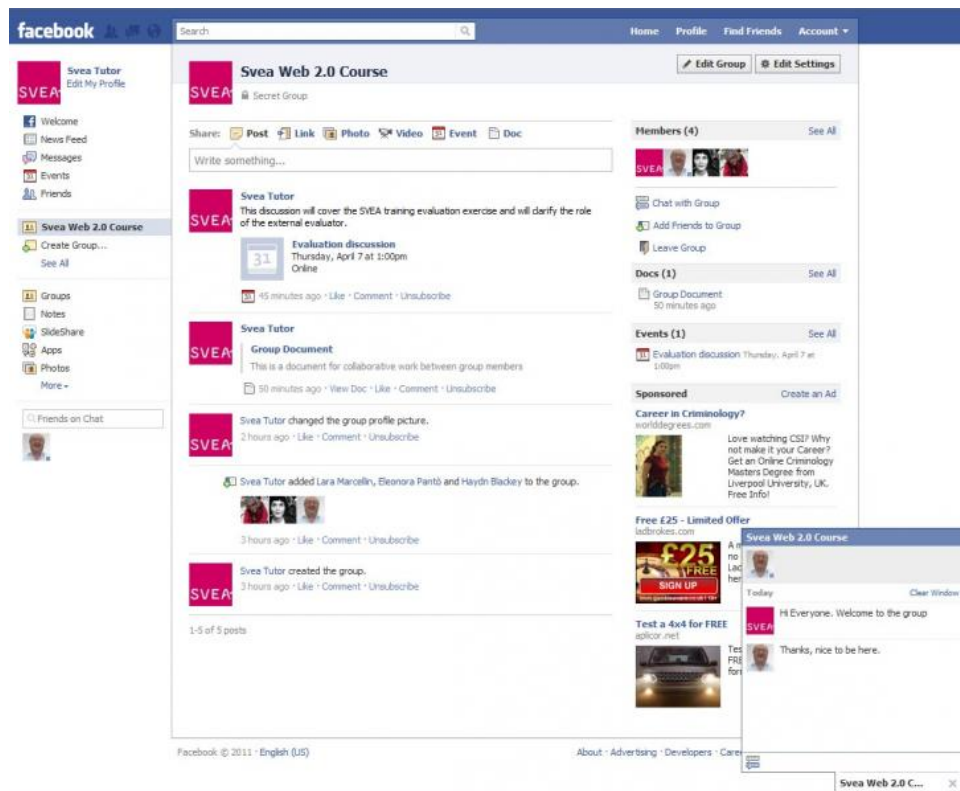 facebook
Search
Home Profile Find Friends Account
Svea Tutor
Edit My Profile
SVEA
Welcome
News Feed
Messages
Events
Friends
Svea Web 2.0 Course
Create Group...
See All
Groups
Notes
SlideShare
Apps
Photos
More
Friends on Chat
Svea Web 2.0 Course
SVEA
Secret Group
Edit Group
Edit Settings
Share: Post Link Photo Video Event Doc
Write something...
Svea Tutor
SVEA
This discussion will cover the SVEA training evaluation exercise and will clarify the role
of the external evaluator.
31
Evaluation discussion
Thursday, April 7 at 1:00pm
Online
31
45 minutes ago · Like · Comment · Unsubscribe
Svea Tutor
SVEA
Group Document
This is a document for collaborative work between group members
50 minutes ago · View Doc · Like · Comment · Unsubscribe
SVEA
Svea Tutor changed the group profile picture.
2 hours ago · Like · Comment · Unsubscribe
Svea Tutor added Lara Marcellin, Eleonora Pantò and Haydn Blackey to the group.
3 hours ago · Like · Comment · Unsubscribe
SVEA
Svea Tutor created the group.
3 hours ago · Like · Comment · Unsubscribe
1-5 of 5 posts
Members (4) See All
SVEA
Chat with Group
Add Friends to Group
Leave Group
Docs (1) See All
Group Document
50 minutes ago
Events (1) See All
Evaluation discussion Thursday, April 7 at
1:00pm
Sponsored Create an Ad
Career in Criminology?
worlddegrees.com
Love watching CSI? Why
not make it your Career?
Get an Online Criminology
Masters Degree from
Liverpool University, UK.
Free Info!
Free £25 - Limited Offer
ladbrokes.com
£25
FREE
SIGN UP
no
her
Test a 4x4 for FREE
aplicor.net
Svea Web 2.0 Course
Today Clear Window
SVEA
Hi Everyone. Welcome to the group
Thanks, nice to be here.
Svea Web 2.0 C...
Facebook © 2011 · English (US)
About · Advertising · Developers ·